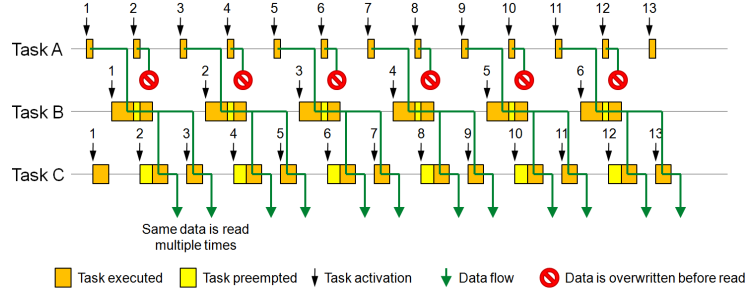 1 2 3 4 5 6 7 8 9 10 11 12 13
Task A
1 2 3 4 5 6
Task B
1 2 3 4 5 6 7 8 9 10 11 12 13
Task C
Same data is read
multiple times
Task executed Task preempted Task activation Data flow Data is overwritten before read